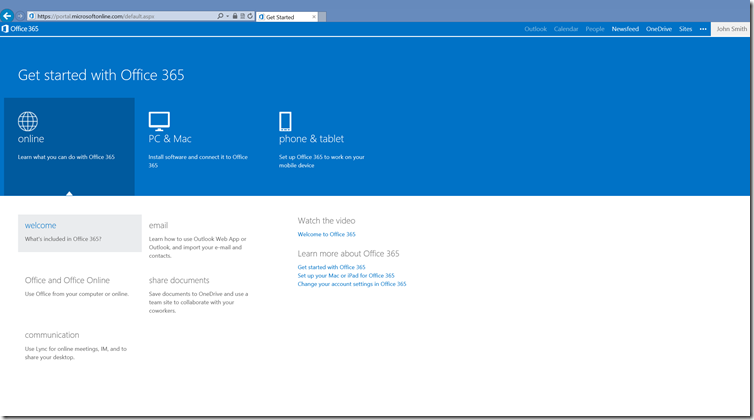 https://portal.microsoftonline.com/default.aspx
Get Started
Office 365
Outlook Calendar People Newsfeed OneDrive Sites ••• John Smith
Get started with Office 365
online
Learn what you can do with Office 365
PC & Mac
Install software and connect it to Office
365
phone & tablet
Set up Office 365 to work on your
mobile device
welcome
What's included in Office 365?
email
Learn how to use Outlook Web App or
Outlook, and import your e-mail and
contacts.
Office and Office Online
Use Office from your computer or online.
share documents
Save documents to OneDrive and use a
team site to collaborate with your
coworkers.
communication
Use Lync for online meetings, IM, and to
share your desktop.
Watch the video
Welcome to Office 365
Learn more about Office 365
Get started with Office 365
Set up your Mac or iPad for Office 365
Change your account settings in Office 365